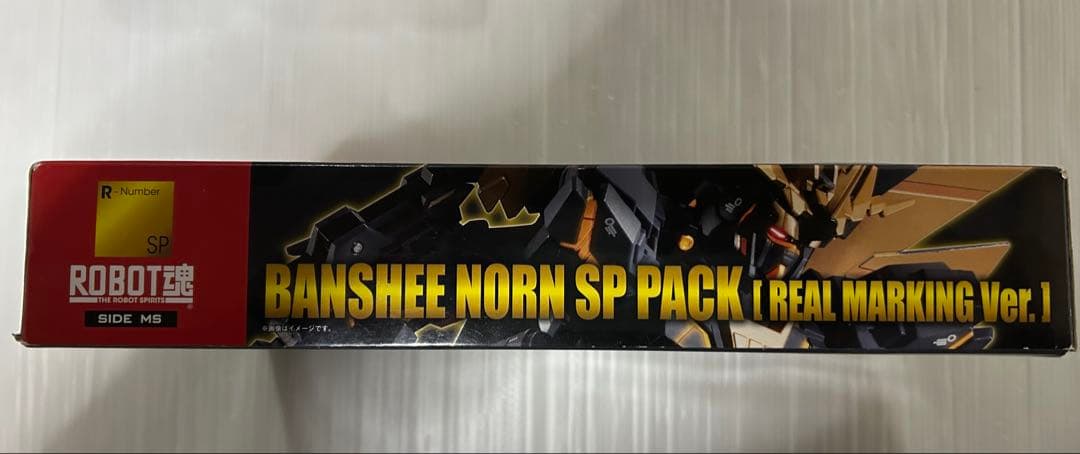 R-Number
SP
ROBOT魂
THE ROBOT SPIRITS
SIDE MS
BANSHEE NORN SP PACK [ REAL MARKING Ver. ]
※画像はイメージです。